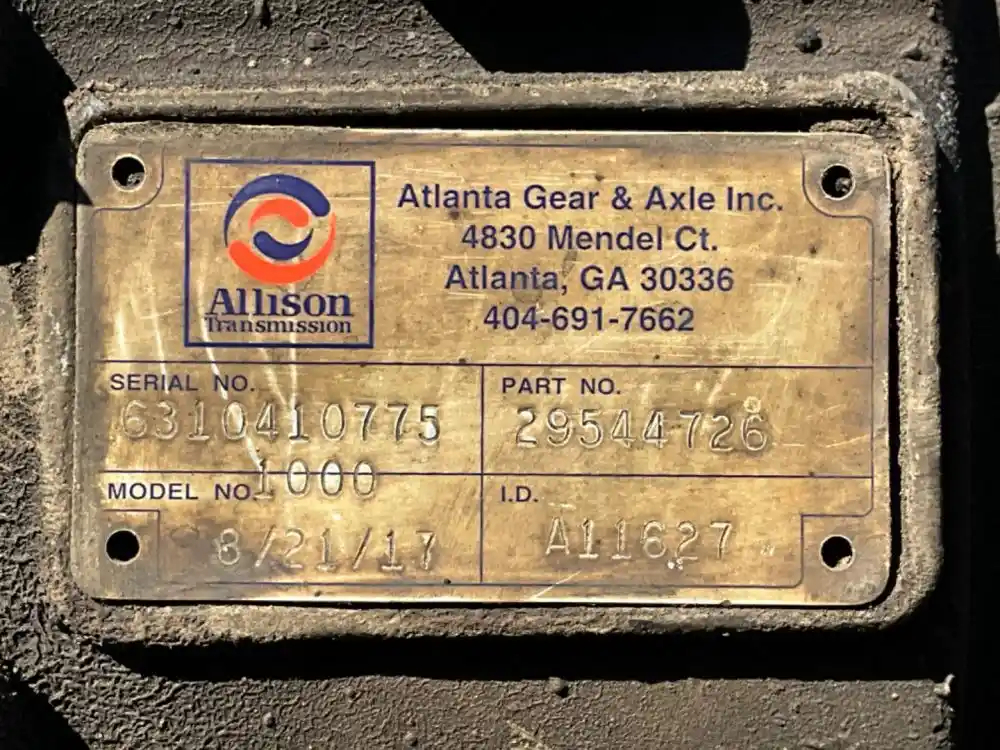 Allison
Transmission
Atlanta Gear & Axle Inc.
4830 Mendel Ct.
Atlanta, GA 30336
404-691-7662
SERIAL NO.
6310410775
PART NO.
29544726
MODEL NO.
1000
8/21/17
I.D.
A11627